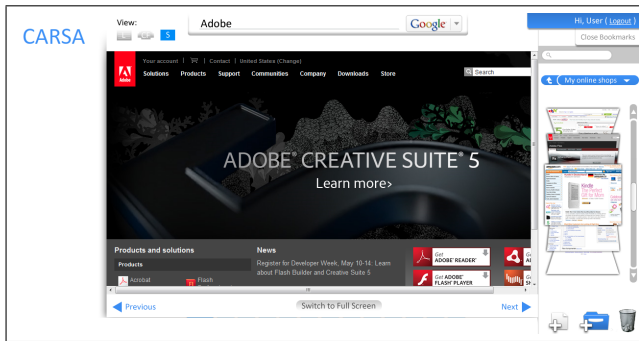 View:
Adobe
Google
Hi, User ( Logout )
CARSA
S
Close Bookmarks
Your account | Contact | United States (Change)
Adobe
Solutions Products Support Communities Company Downloads Store
Search
My online shops
ADOBE® CREATIVE SUITE® 5
Learn more>
Kindle
Products and solutions
News
Products
Register for Developer Week, May 10-14: Learn
about Flash Builder and Creative Suite 5
Get
ADOBE® READER®
Acrobat
Flash
Get ADOBE®
FLASH® PLAYER
Previous
Switch to Full Screen
Next